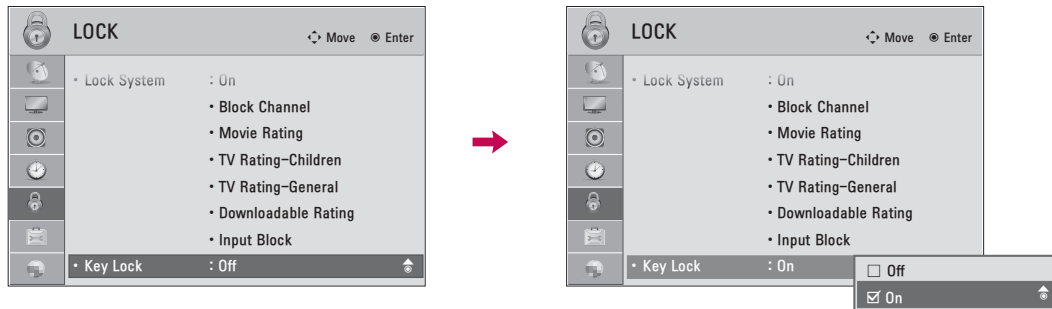 LOCK
Move Enter
• Lock System : On
• Block Channel
• Movie Rating
• TV Rating-Children
• TV Rating-General
• Downloadable Rating
• Input Block
• Key Lock : Off
LOCK
Move Enter
• Lock System : On
• Block Channel
• Movie Rating
• TV Rating-Children
• TV Rating-General
• Downloadable Rating
• Input Block
• Key Lock : On
Off
On